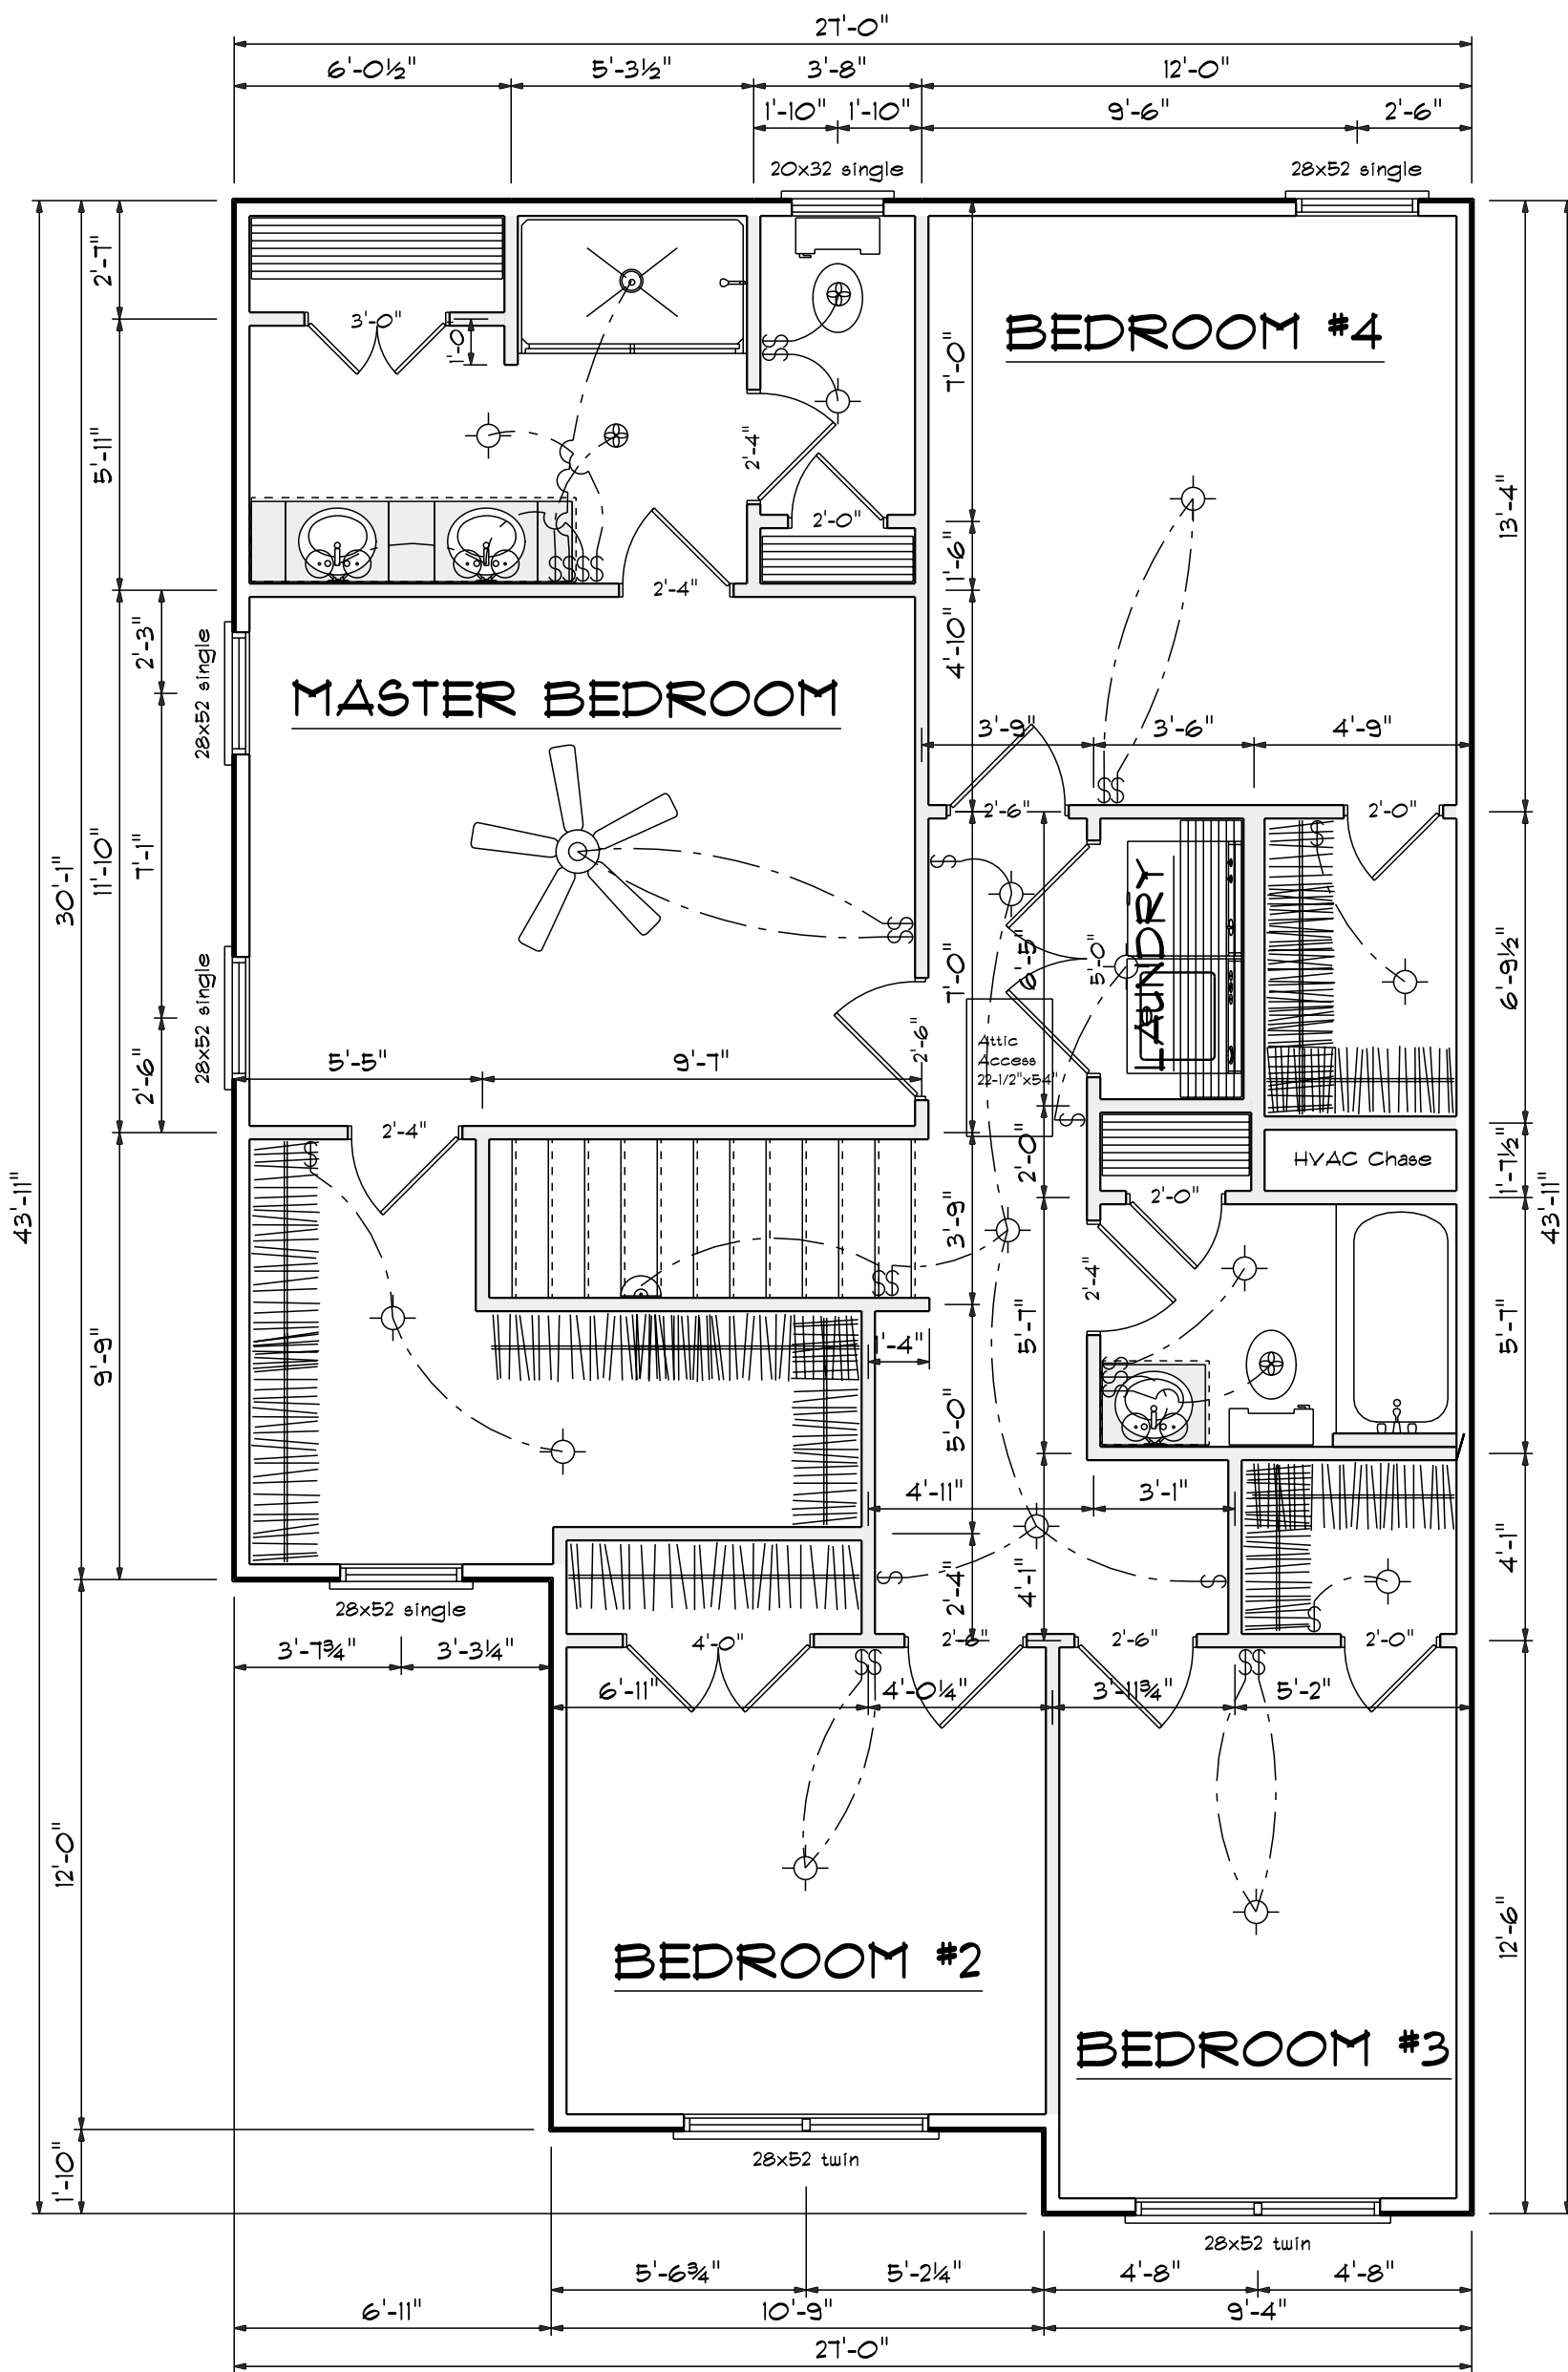 27'-0"
6'-0½" 5'-3½" 3'-8" 12'-0"
1'-10" 1'-10" 9'-6" 2'-6"
20x32 single 28x52 single
2'-7"
3'-0"
1'-0
BEDROOM #4
7'-0"
5'-11"
2'-4"
2'-0"
1'-6"
13'-4"
2'-4"
2'-3"
28x52 single
4'-10"
MASTER BEDROOM
3'-9" 3'-6" 4'-9"
2'-6" 2'-0"
7'-1"
11'-10"
30'-1"
LAUNDRY
7'-0"
6'-5"
5'-0"
6'-9½"
28x52 single
2'-6"
5'-5" 9'-7"
2'-6"
Attic
Access
22-1/2"x54"
2'-4"
2'-0"
HVAC Chase
1'-7½"
2'-0"
43'-11"
43'-11"
3'-9"
2'-4"
9'-9"
1'-4"
5'-7"
5'-7"
5'-0"
4'-11" 3'-1"
4'-1"
2'-4"
4'-1"
28x52 single
3'-7¾" 3'-3¼"
4'-0" 2'-6" 2'-6" 2'-0"
6'-11" 4'-0¼" 3'-11¾" 5'-2"
12'-0"
12'-6"
BEDROOM #2
BEDROOM #3
1'-10"
28x52 twin
28x52 twin
5'-6¾" 5'-2¼" 4'-8" 4'-8"
6'-11" 10'-9" 9'-4"
27'-0"